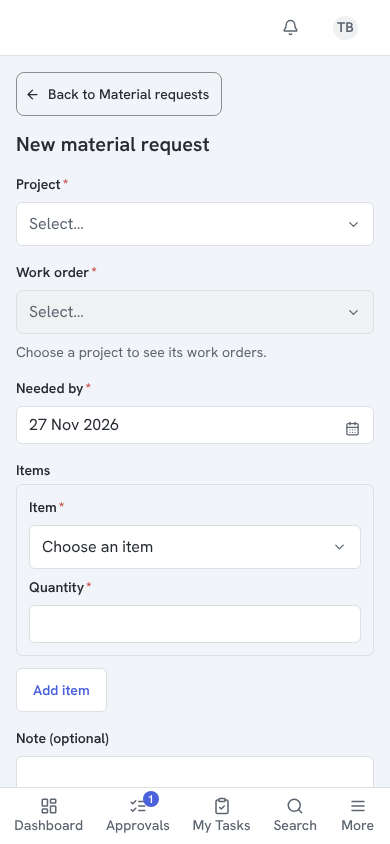 TB
Back to Material requests
New material request
Project *
Select...
Work order *
Select...
Choose a project to see its work orders.
Needed by *
27 Nov 2026
Items
Item *
Choose an item
Quantity *
Add item
Note (optional)
1
Dashboard Approvals My Tasks Search More